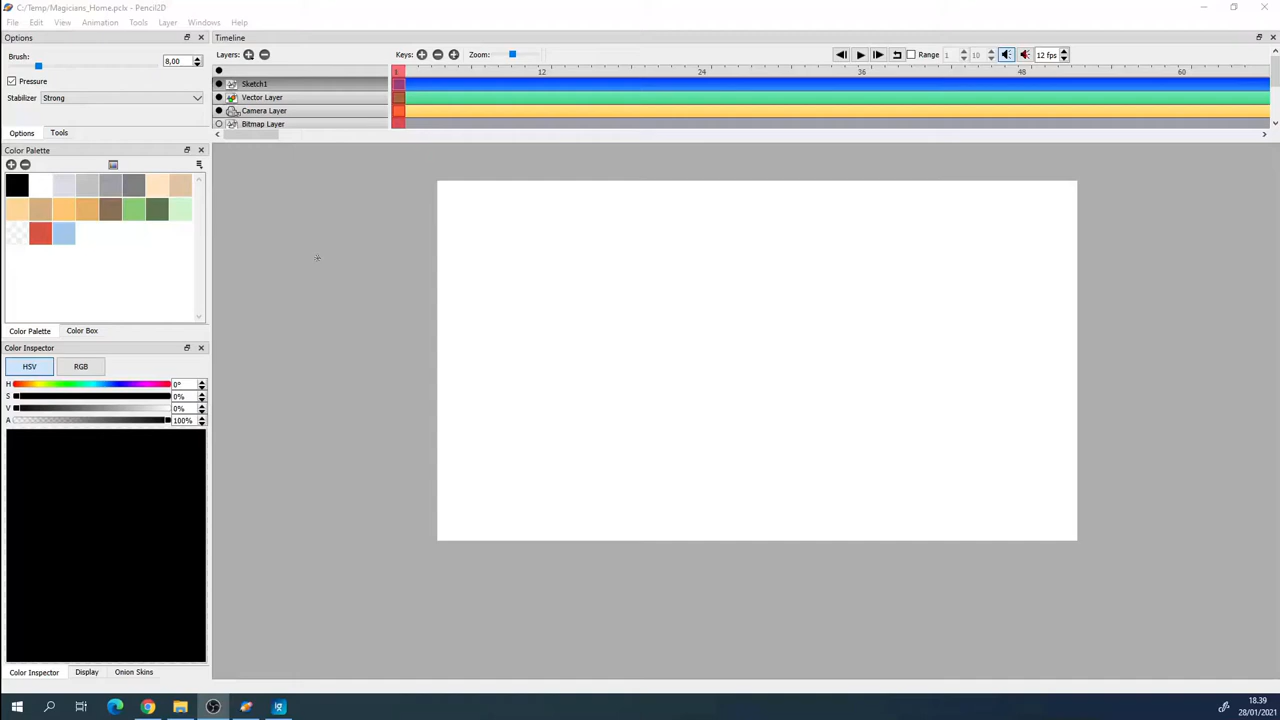 C:/Temp/Magicians_Home.pclx - Pencil2D
File Edit View Animation Tools Layer Windows Help
Options
Timeline
Brush:
8,00
Pressure
Stabilizer Strong
Options Tools
Layers:
Keys:
Zoom:
Range 1 10 12 fps
1 12 24 36 48 60
Sketch1
Vector Layer
Camera Layer
Bitmap Layer
Color Palette
Color Palette Color Box
Color Inspector
HSV RGB
H 0°
S 0%
V 0%
A 100%
Color Inspector Display Onion Skins
18.39
28/01/2021